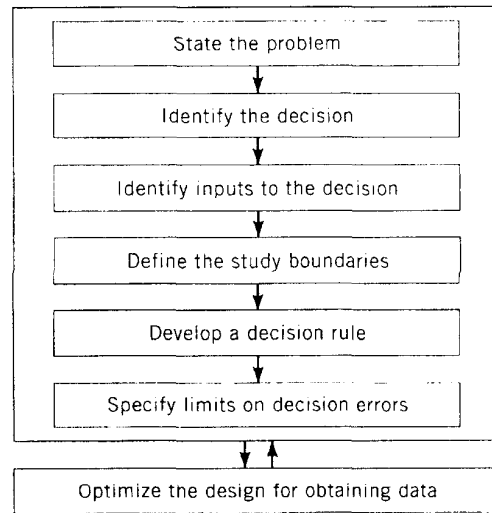 State the problem
Identify the decision
Identify inputs to the decision
Define the study boundaries
Develop a decision rule
Specify limits on decision errors
Optimize the design for obtaining data